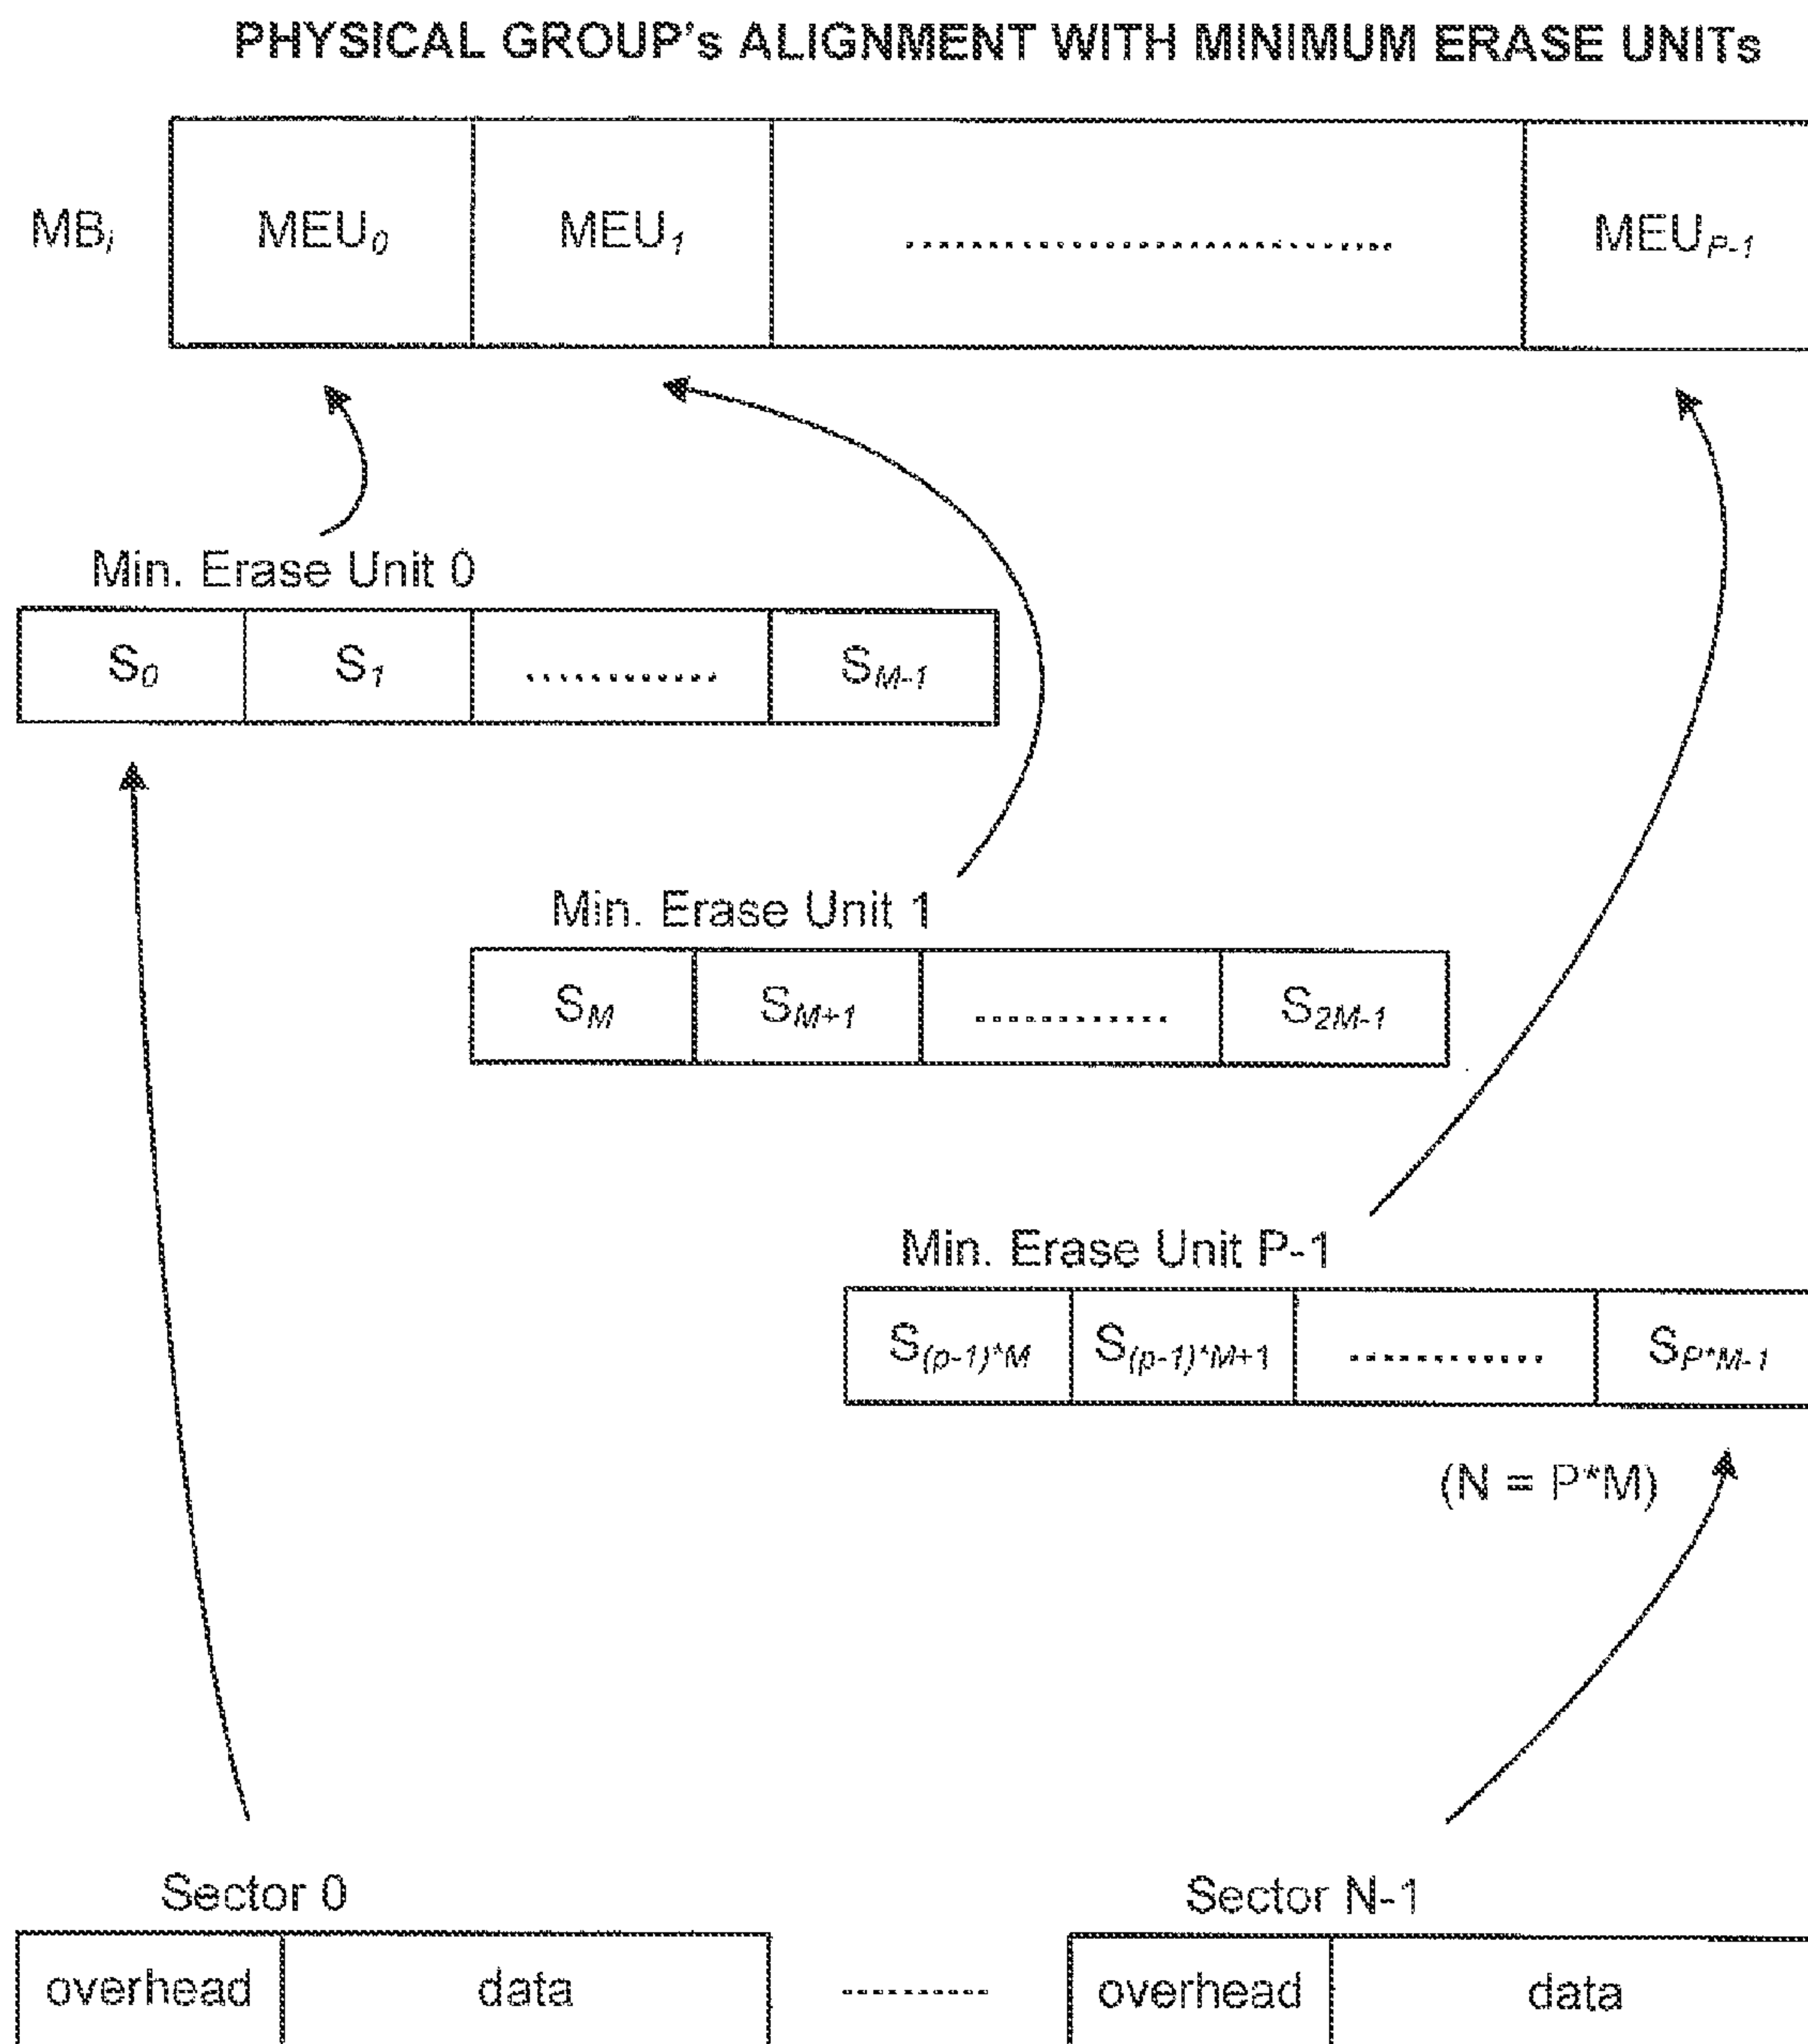 PHYSICAL GROUP's ALIGNMENT WITH MINIMUM ERASE UNITs
MBi MEU0 MEU1 ................................ MEUP-1
Min. Erase Unit 0
S0 S1 ............ SM-1
Min. Erase Unit 1
SM SM+1 ............ S2M-1
Min. Erase Unit P-1
S(p-1)*M S(p-1)*M+1 ............ SP*M-1
(N = P*M)
Sector 0 Sector N-1
overhead data .......... overhead data